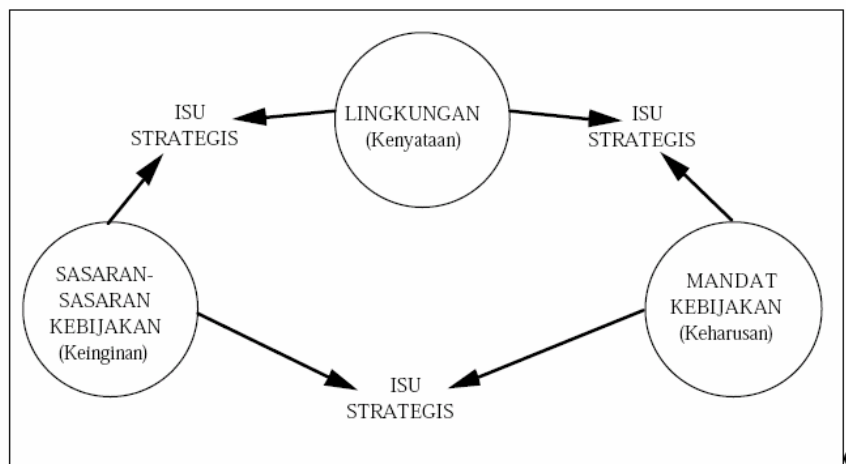 ISU
STRATEGIS
LINGKUNGAN
(Kenyataan)
ISU
STRATEGIS
SASARAN-
SASARAN
KEBIJAKAN
(Keinginan)
MANDAT
KEBIJAKAN
(Keharusan)
ISU
STRATEGIS